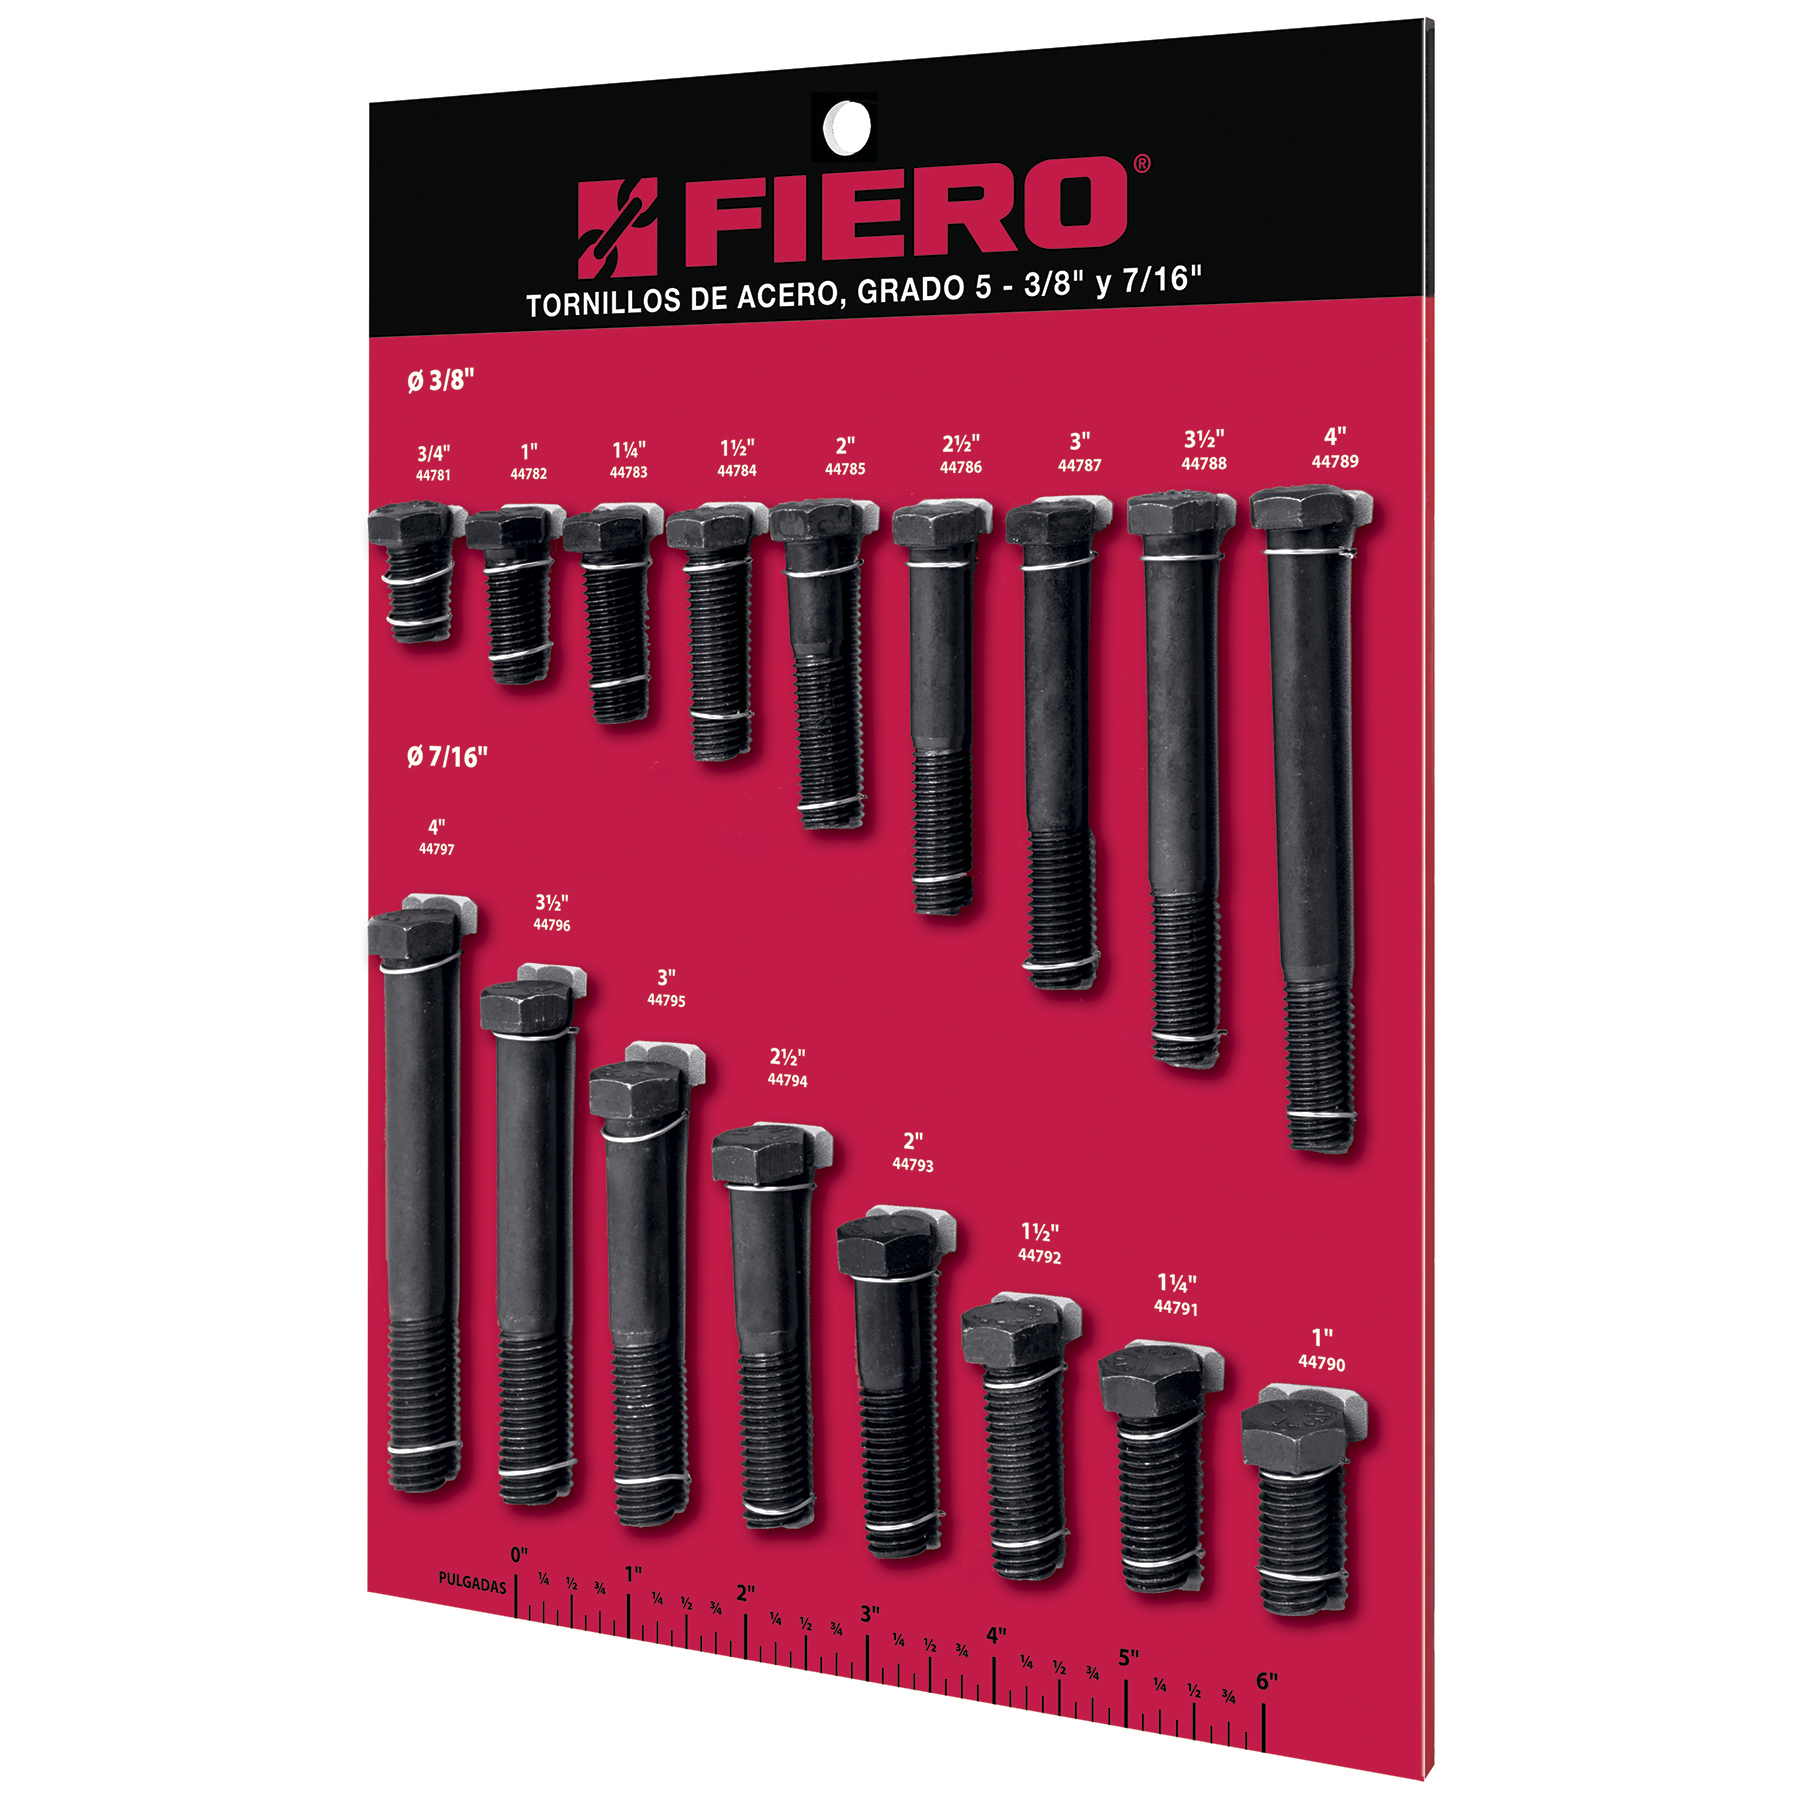 FIERO®
TORNILLOS DE ACERO, GRADO 5 - 3/8" y 7/16"
Ø 3/8"
3/4" 1" 1¼" 1½" 2" 2½" 3" 3½" 4"
44781 44782 44783 44784 44785 44786 44787 44788 44789
Ø 7/16"
4"
44797
3½"
44796
3"
44795
2½"
44794
2"
44793
1½"
44792
1¼"
44791
1"
44790
PULGADAS 0" ¼ ½ ¾ 1" ¼ ½ ¾ 2" ¼ ½ ¾ 3" ¼ ½ ¾ 4" ¼ ½ ¾ 5" ¼ ½ ¾ 6"